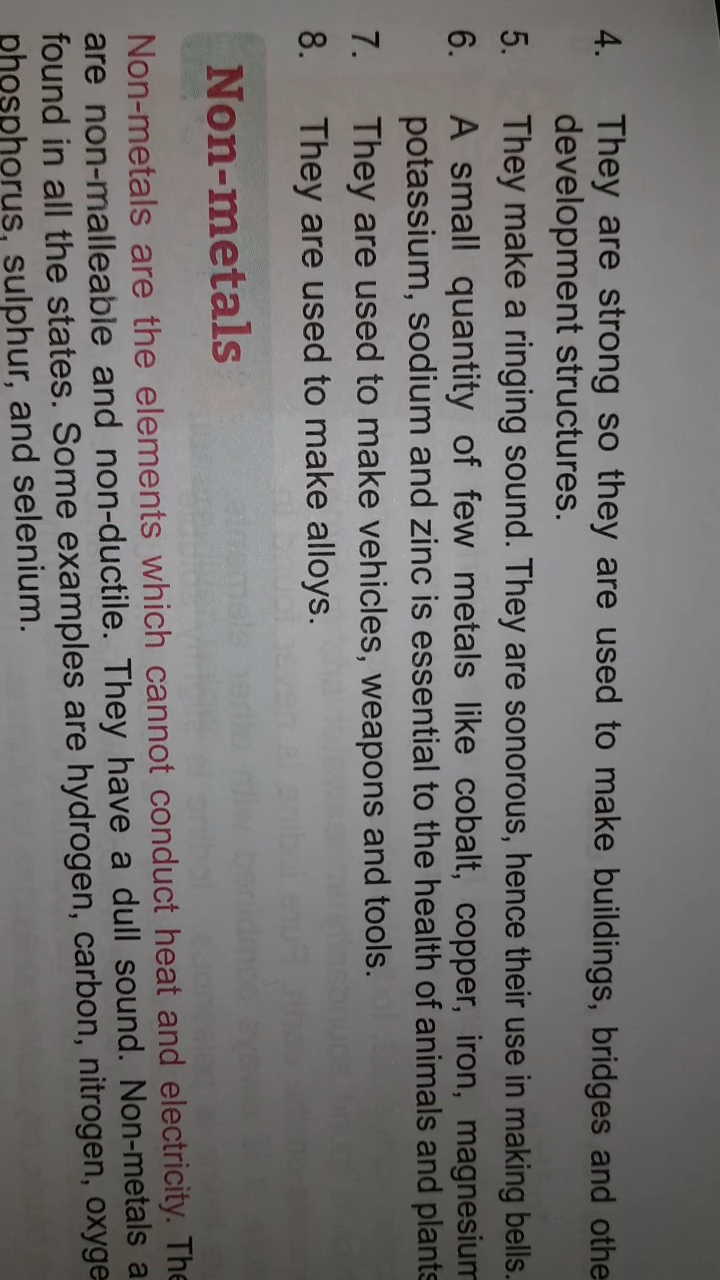 4. They are strong so they are used to make buildings, bridges and othe
development structures.
5. They make a ringing sound. They are sonorous, hence their use in making bells.
6. A small quantity of few metals like cobalt, copper, iron, magnesium
potassium, sodium and zinc is essential to the health of animals and plants
7. They are used to make vehicles, weapons and tools.
8. They are used to make alloys.
Non-metals
Non-metals are the elements which cannot conduct heat and electricity. The
are non-malleable and non-ductile. They have a dull sound. Non-metals a
found in all the states. Some examples are hydrogen, carbon, nitrogen, oxyge
phosphorus, sulphur, and selenium.